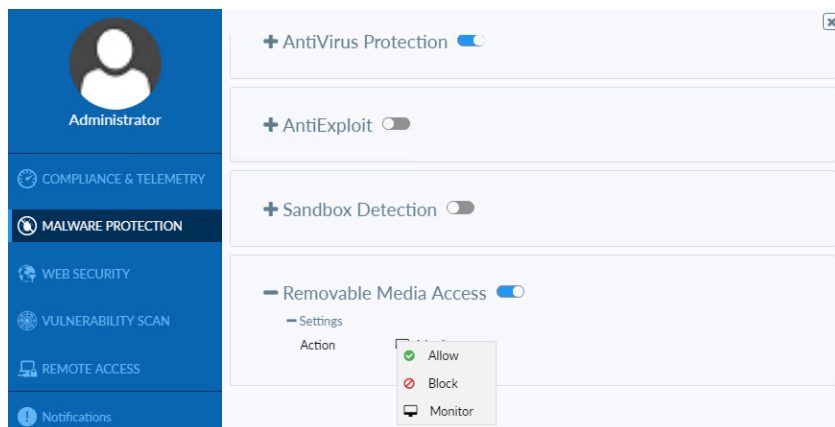 AntiVirus Protection
Administrator
AntiExploit
COMPLIANCE & TELEMETRY
Sandbox Detection
MALWARE PROTECTION
WEB SECURITY
Removable Media Access
VULNERABILITY SCAN
Settings
Action
Allow
REMOTE ACCESS
Block
Notifications
Monitor